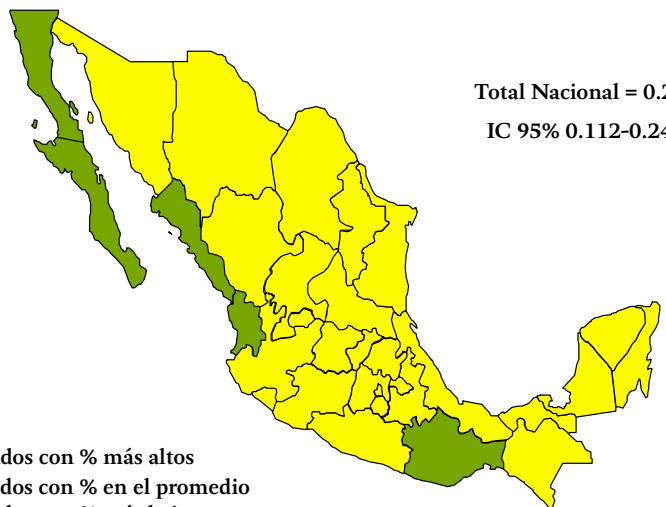 Total Nacional = 0.2
IC 95% 0.112-0.24
dos con % más altos
dos con % en el promedio